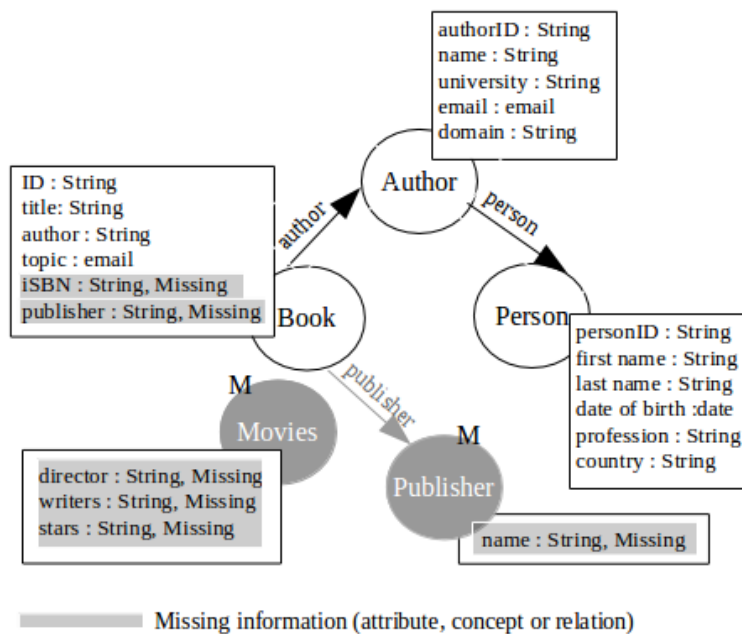 authorID : String
name : String
university : String
email : email
domain : String
Author
author
person
ID : String
title: String
author : String
topic : email
iSBN : String, Missing
publisher : String, Missing
Book
Person
personID : String
first name : String
last name : String
date of birth :date
profession : String
country : String
publisher
M
Movies
director : String, Missing
writers : String, Missing
stars : String, Missing
M
Publisher
name : String, Missing
Missing information (attribute, concept or relation)